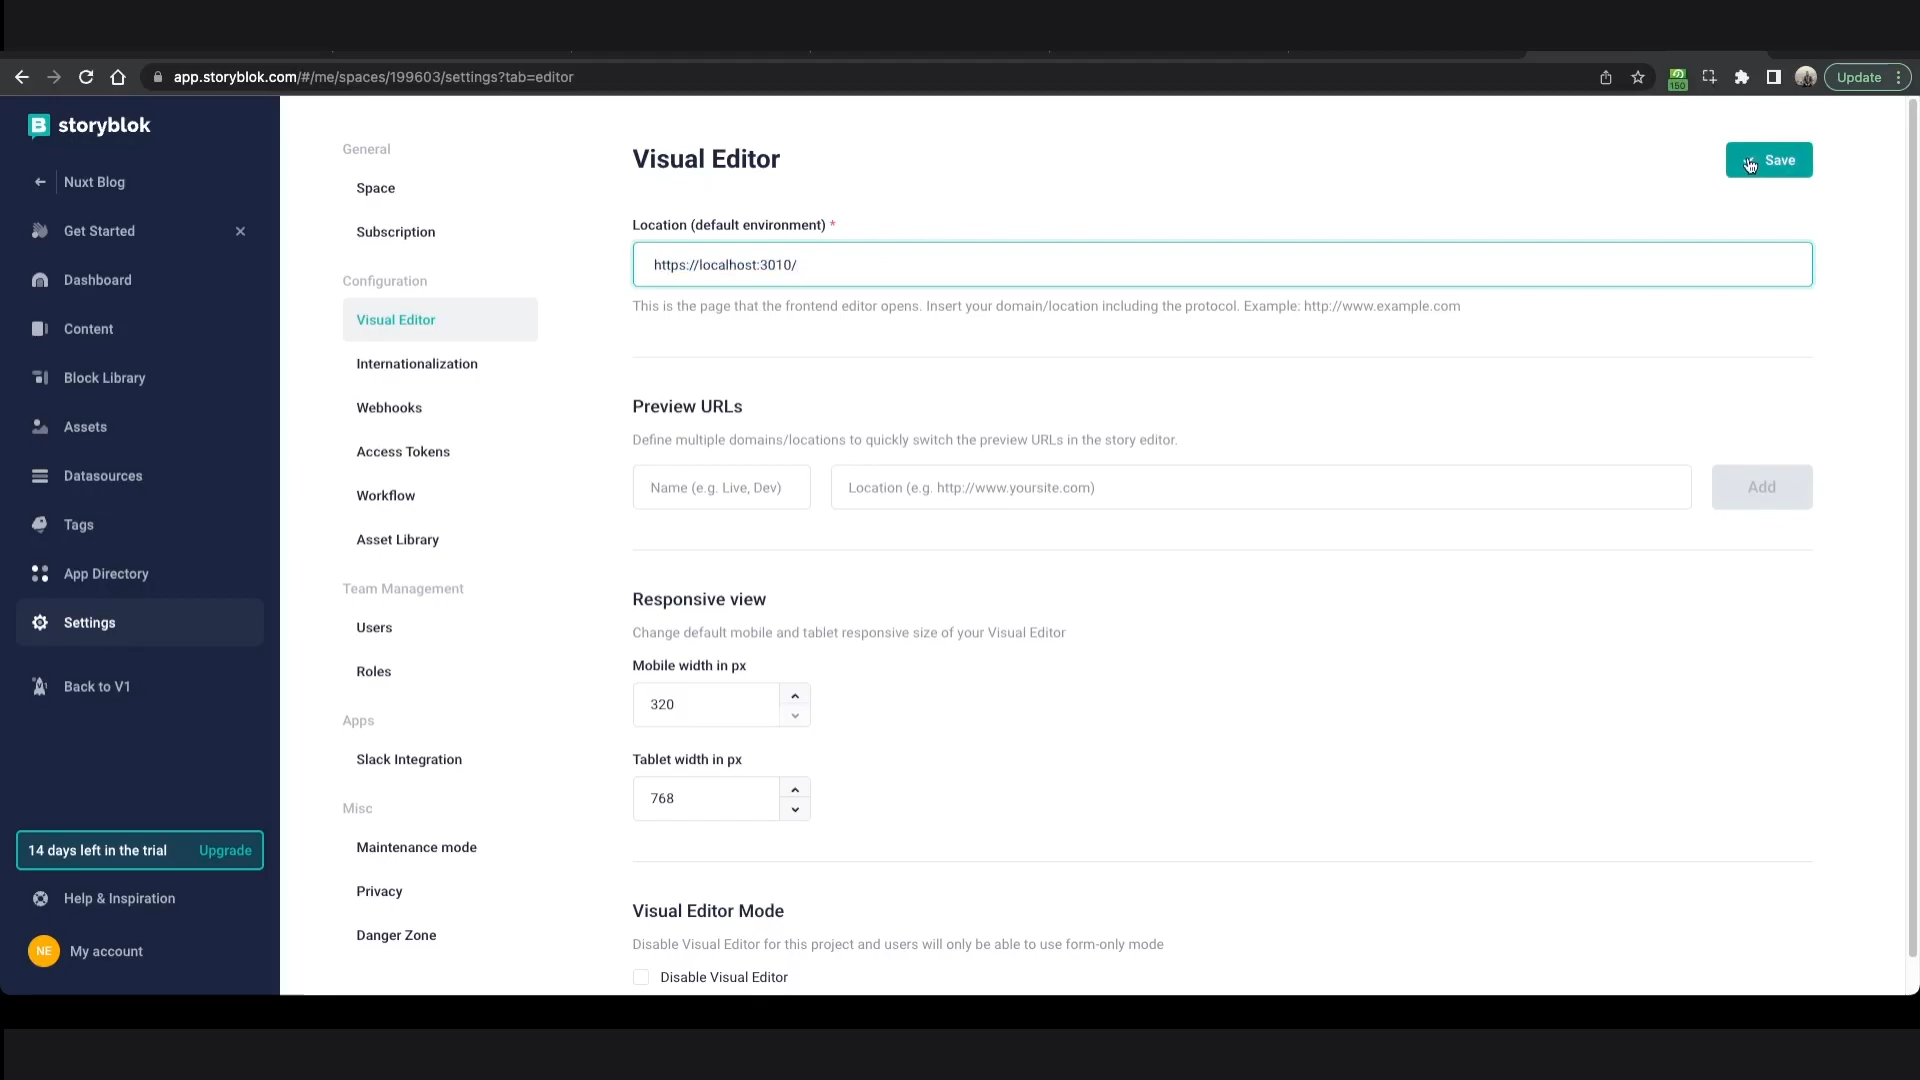 app.storyblok.com/#/me/spaces/199603/settings?tab=editor
150
Update
storyblok
Nuxt Blog
Get Started
Dashboard
Content
Block Library
Assets
Datasources
Tags
App Directory
Settings
Back to V1
14 days left in the trial
Upgrade
Help & Inspiration
NE
My account
General
Space
Subscription
Configuration
Visual Editor
Internationalization
Webhooks
Access Tokens
Workflow
Asset Library
Team Management
Users
Roles
Apps
Slack Integration
Misc
Maintenance mode
Privacy
Danger Zone
Visual Editor
Save
Location (default environment) *
https://localhost:3010/
This is the page that the frontend editor opens. Insert your domain/location including the protocol. Example: http://www.example.com
Preview URLs
Define multiple domains/locations to quickly switch the preview URLs in the story editor.
Name (e.g. Live, Dev)
Location (e.g. http://www.yoursite.com)
Add
Responsive view
Change default mobile and tablet responsive size of your Visual Editor
Mobile width in px
320
Tablet width in px
768
Visual Editor Mode
Disable Visual Editor for this project and users will only be able to use form-only mode
Disable Visual Editor